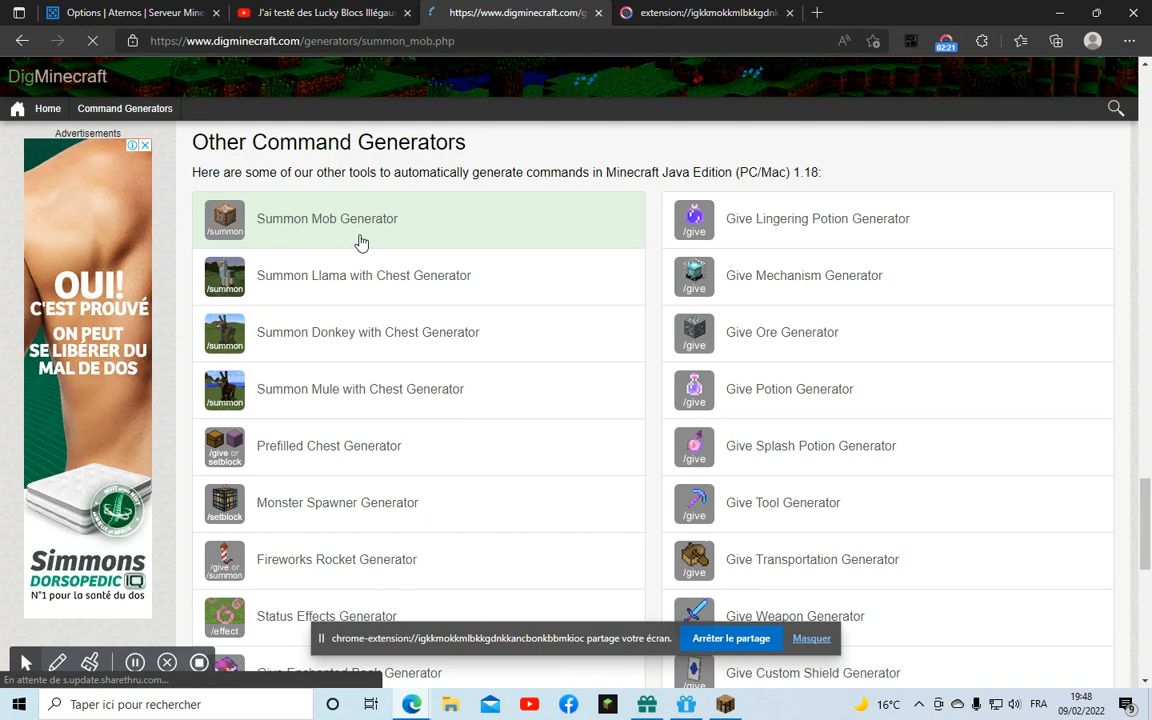 Options | Aternos | Serveur Mine
J'ai testé des Lucky Blocs Illégau
https://www.digminecraft.com/g
extension://igkkmokkmlbkkgdnk
https://www.digminecraft.com/generators/summon_mob.php
02:21
DigMinecraft
Home
Command Generators
Advertisements
OUI!
C'EST PROUVÉ
ON PEUT
SE LIBÉRER DU
MAL DE DOS
Simmons
DORSOPEDIC iQ
N°1 pour la santé du dos
Other Command Generators
Here are some of our other tools to automatically generate commands in Minecraft Java Edition (PC/Mac) 1.18:
/summon
Summon Mob Generator
/summon
Summon Llama with Chest Generator
/summon
Summon Donkey with Chest Generator
/summon
Summon Mule with Chest Generator
/give or
setblock
Prefilled Chest Generator
/setblock
Monster Spawner Generator
/give or
/summon
Fireworks Rocket Generator
/effect
Status Effects Generator
Give Enchanted Book Generator
/give
Give Lingering Potion Generator
/give
Give Mechanism Generator
/give
Give Ore Generator
/give
Give Potion Generator
/give
Give Splash Potion Generator
/give
Give Tool Generator
/give
Give Transportation Generator
Give Weapon Generator
/give
Give Custom Shield Generator
chrome-extension://igkkmokkmlbkkgdnkkancbonkbbmkioc partage votre écran.
Arrêter le partage
Masquer
En attente de s.update.sharethru.com...
Taper ici pour rechercher
16°C
FRA
19:48
09/02/2022
9